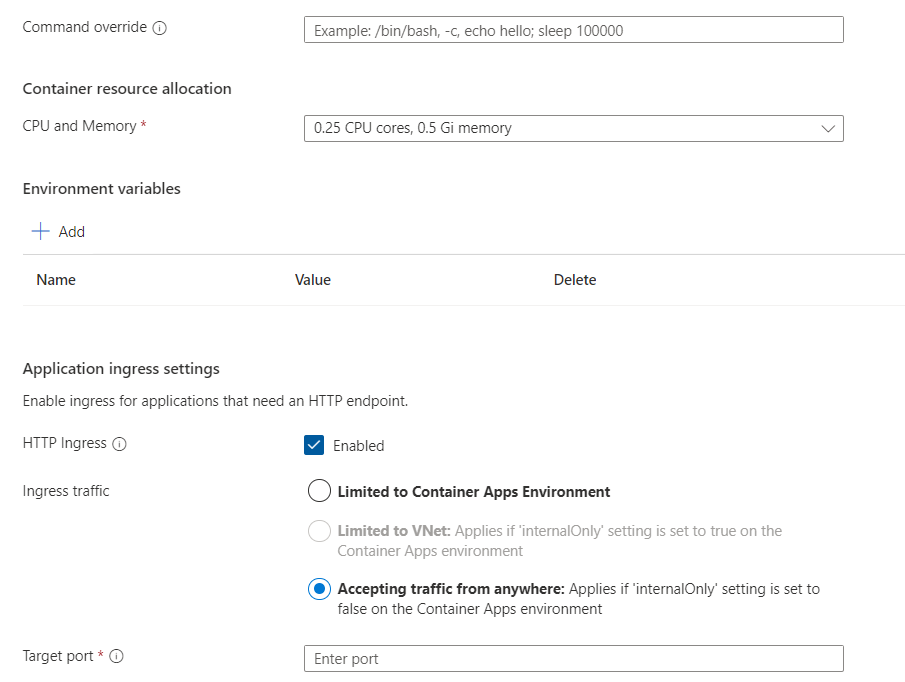 Command override
Example: /bin/bash, -c, echo hello; sleep 100000
Container resource allocation
CPU and Memory *
0.25 CPU cores, 0.5 Gi memory
Environment variables
Add
Name Value Delete
Application ingress settings
Enable ingress for applications that need an HTTP endpoint.
HTTP Ingress
Enabled
Ingress traffic
Limited to Container Apps Environment
Limited to VNet: Applies if 'internalOnly' setting is set to true on the
Container Apps environment
Accepting traffic from anywhere: Applies if 'internalOnly' setting is set to
false on the Container Apps environment
Target port *
Enter port